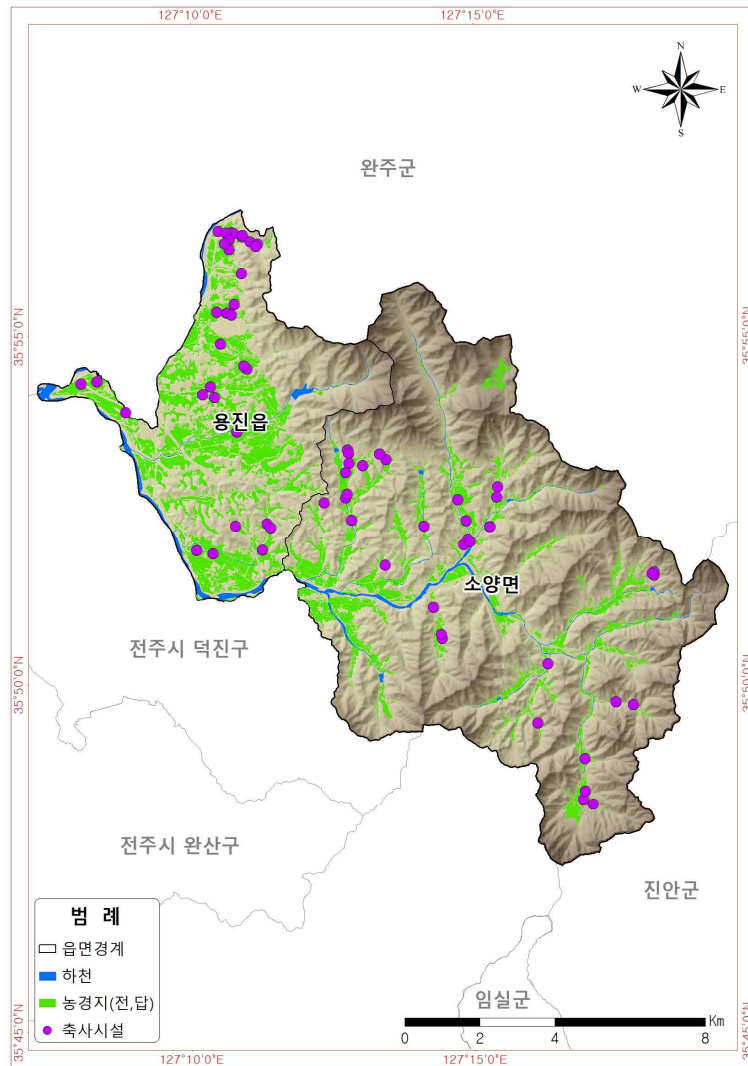 127°10'0"E 127°15'0"E
N
W E
S
완주군
35°55'0"N 35°55'0"N
용진읍
소양면
전주시 덕진구
35°50'0"N 35°50'0"N
전주시 완산구
진안군
범 례
읍면경계
하천
농경지(전,답)
축사시설
임실군
Km
0 2 4 8
35°45'0"N 35°45'0"N
127°10'0"E 127°15'0"E